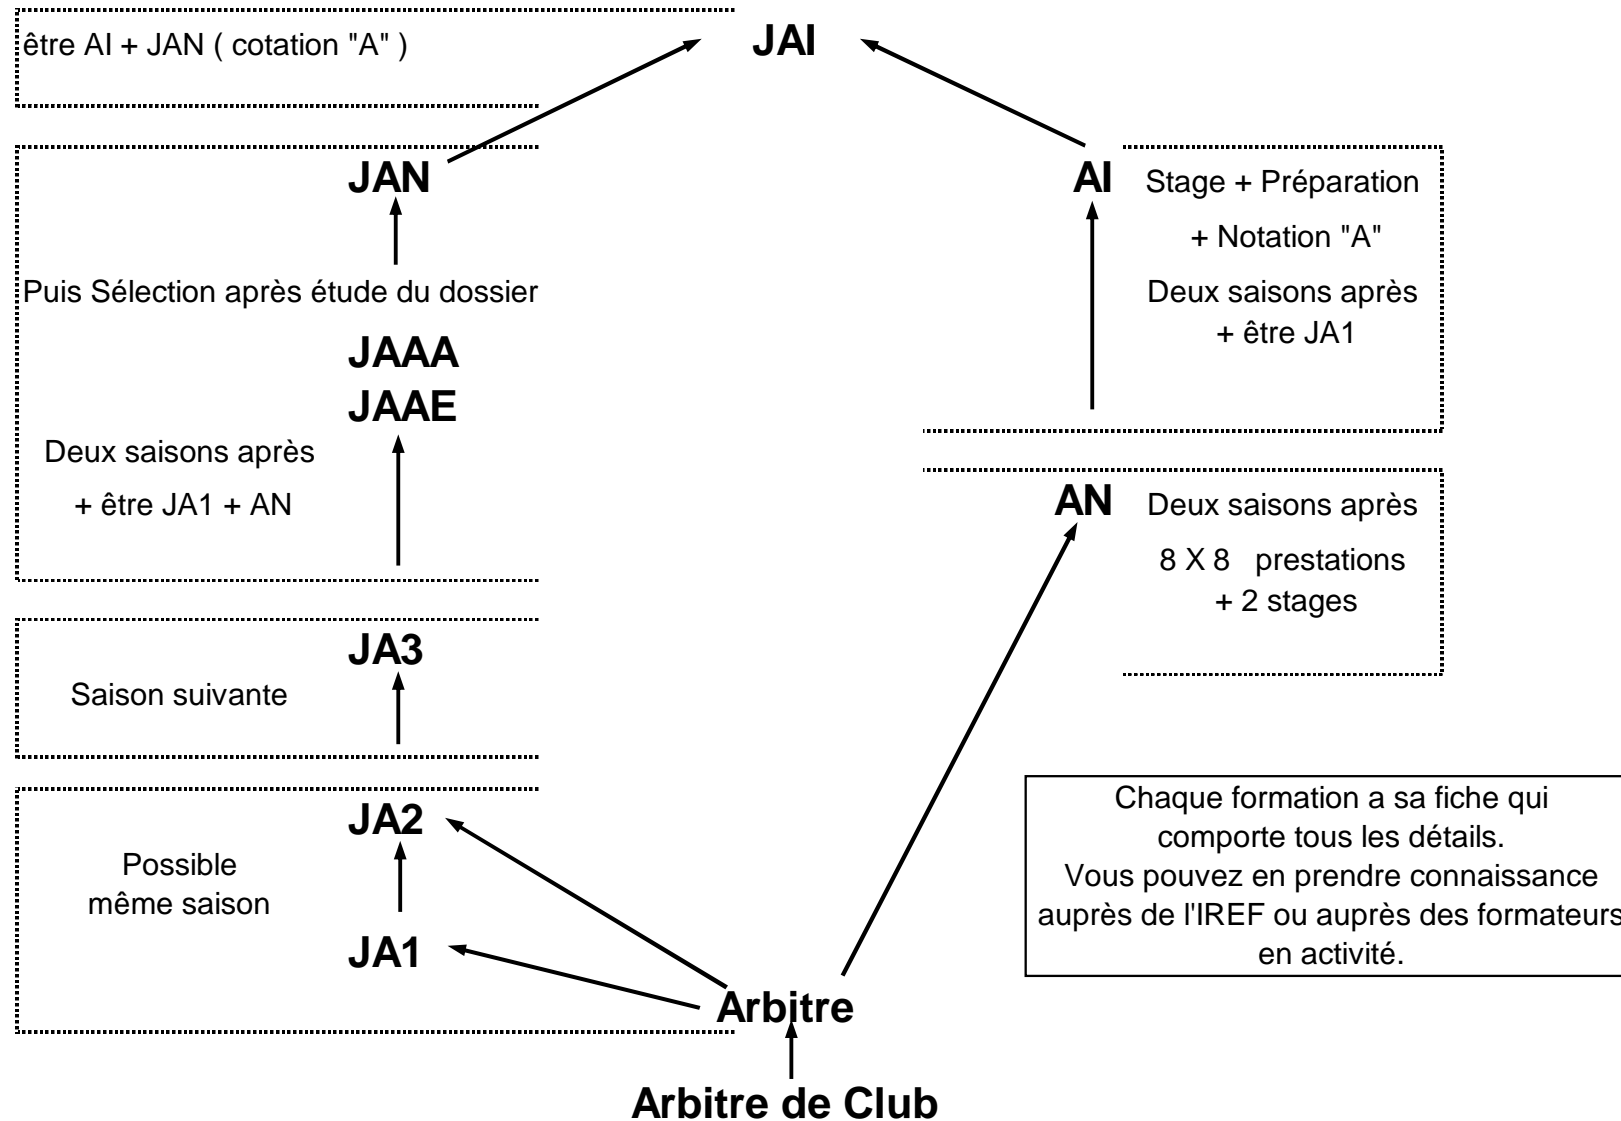 être AI + JAN ( cotation "A" )
JAI
JAN
AI
Stage + Préparation
+ Notation "A"
Deux saisons après
+ être JA1
Puis Sélection après étude du dossier
JAAA
JAAE
Deux saisons après
+ être JA1 + AN
AN
Deux saisons après
8 X 8 prestations
+ 2 stages
JA3
Saison suivante
JA2
Possible
même saison
JA1
Chaque formation a sa fiche qui
comporte tous les détails.
Vous pouvez en prendre connaissance
auprès de l'IREF ou auprès des formateurs
en activité.
Arbitre
Arbitre de Club